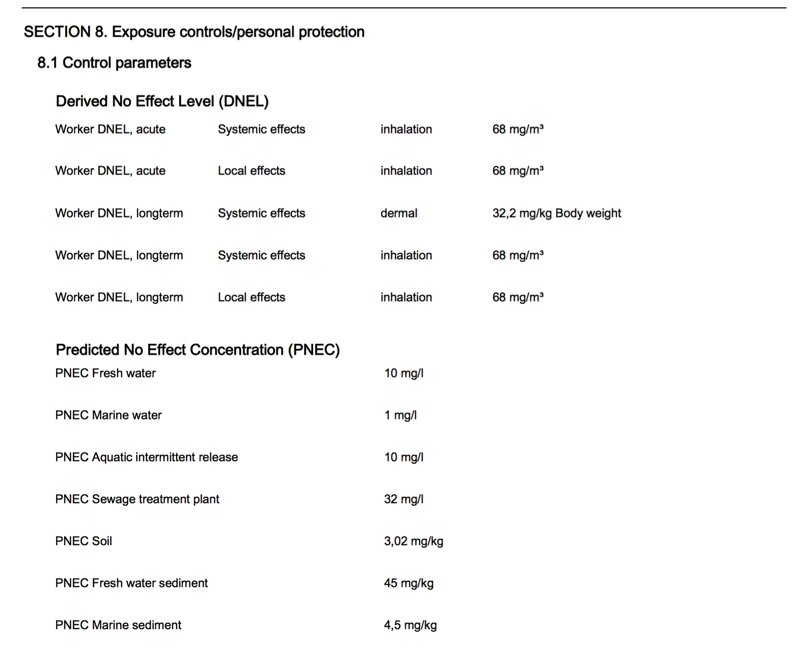 SECTION 8. Exposure controls/personal protection
8.1 Control parameters
Derived No Effect Level (DNEL)
Worker DNEL, acute Systemic effects inhalation 68 mg/m³
Worker DNEL, acute Local effects inhalation 68 mg/m³
Worker DNEL, longterm Systemic effects dermal 32,2 mg/kg Body weight
Worker DNEL, longterm Systemic effects inhalation 68 mg/m³
Worker DNEL, longterm Local effects inhalation 68 mg/m³
Predicted No Effect Concentration (PNEC)
PNEC Fresh water 10 mg/l
PNEC Marine water 1 mg/l
PNEC Aquatic intermittent release 10 mg/l
PNEC Sewage treatment plant 32 mg/l
PNEC Soil 3,02 mg/kg
PNEC Fresh water sediment 45 mg/kg
PNEC Marine sediment 4,5 mg/kg